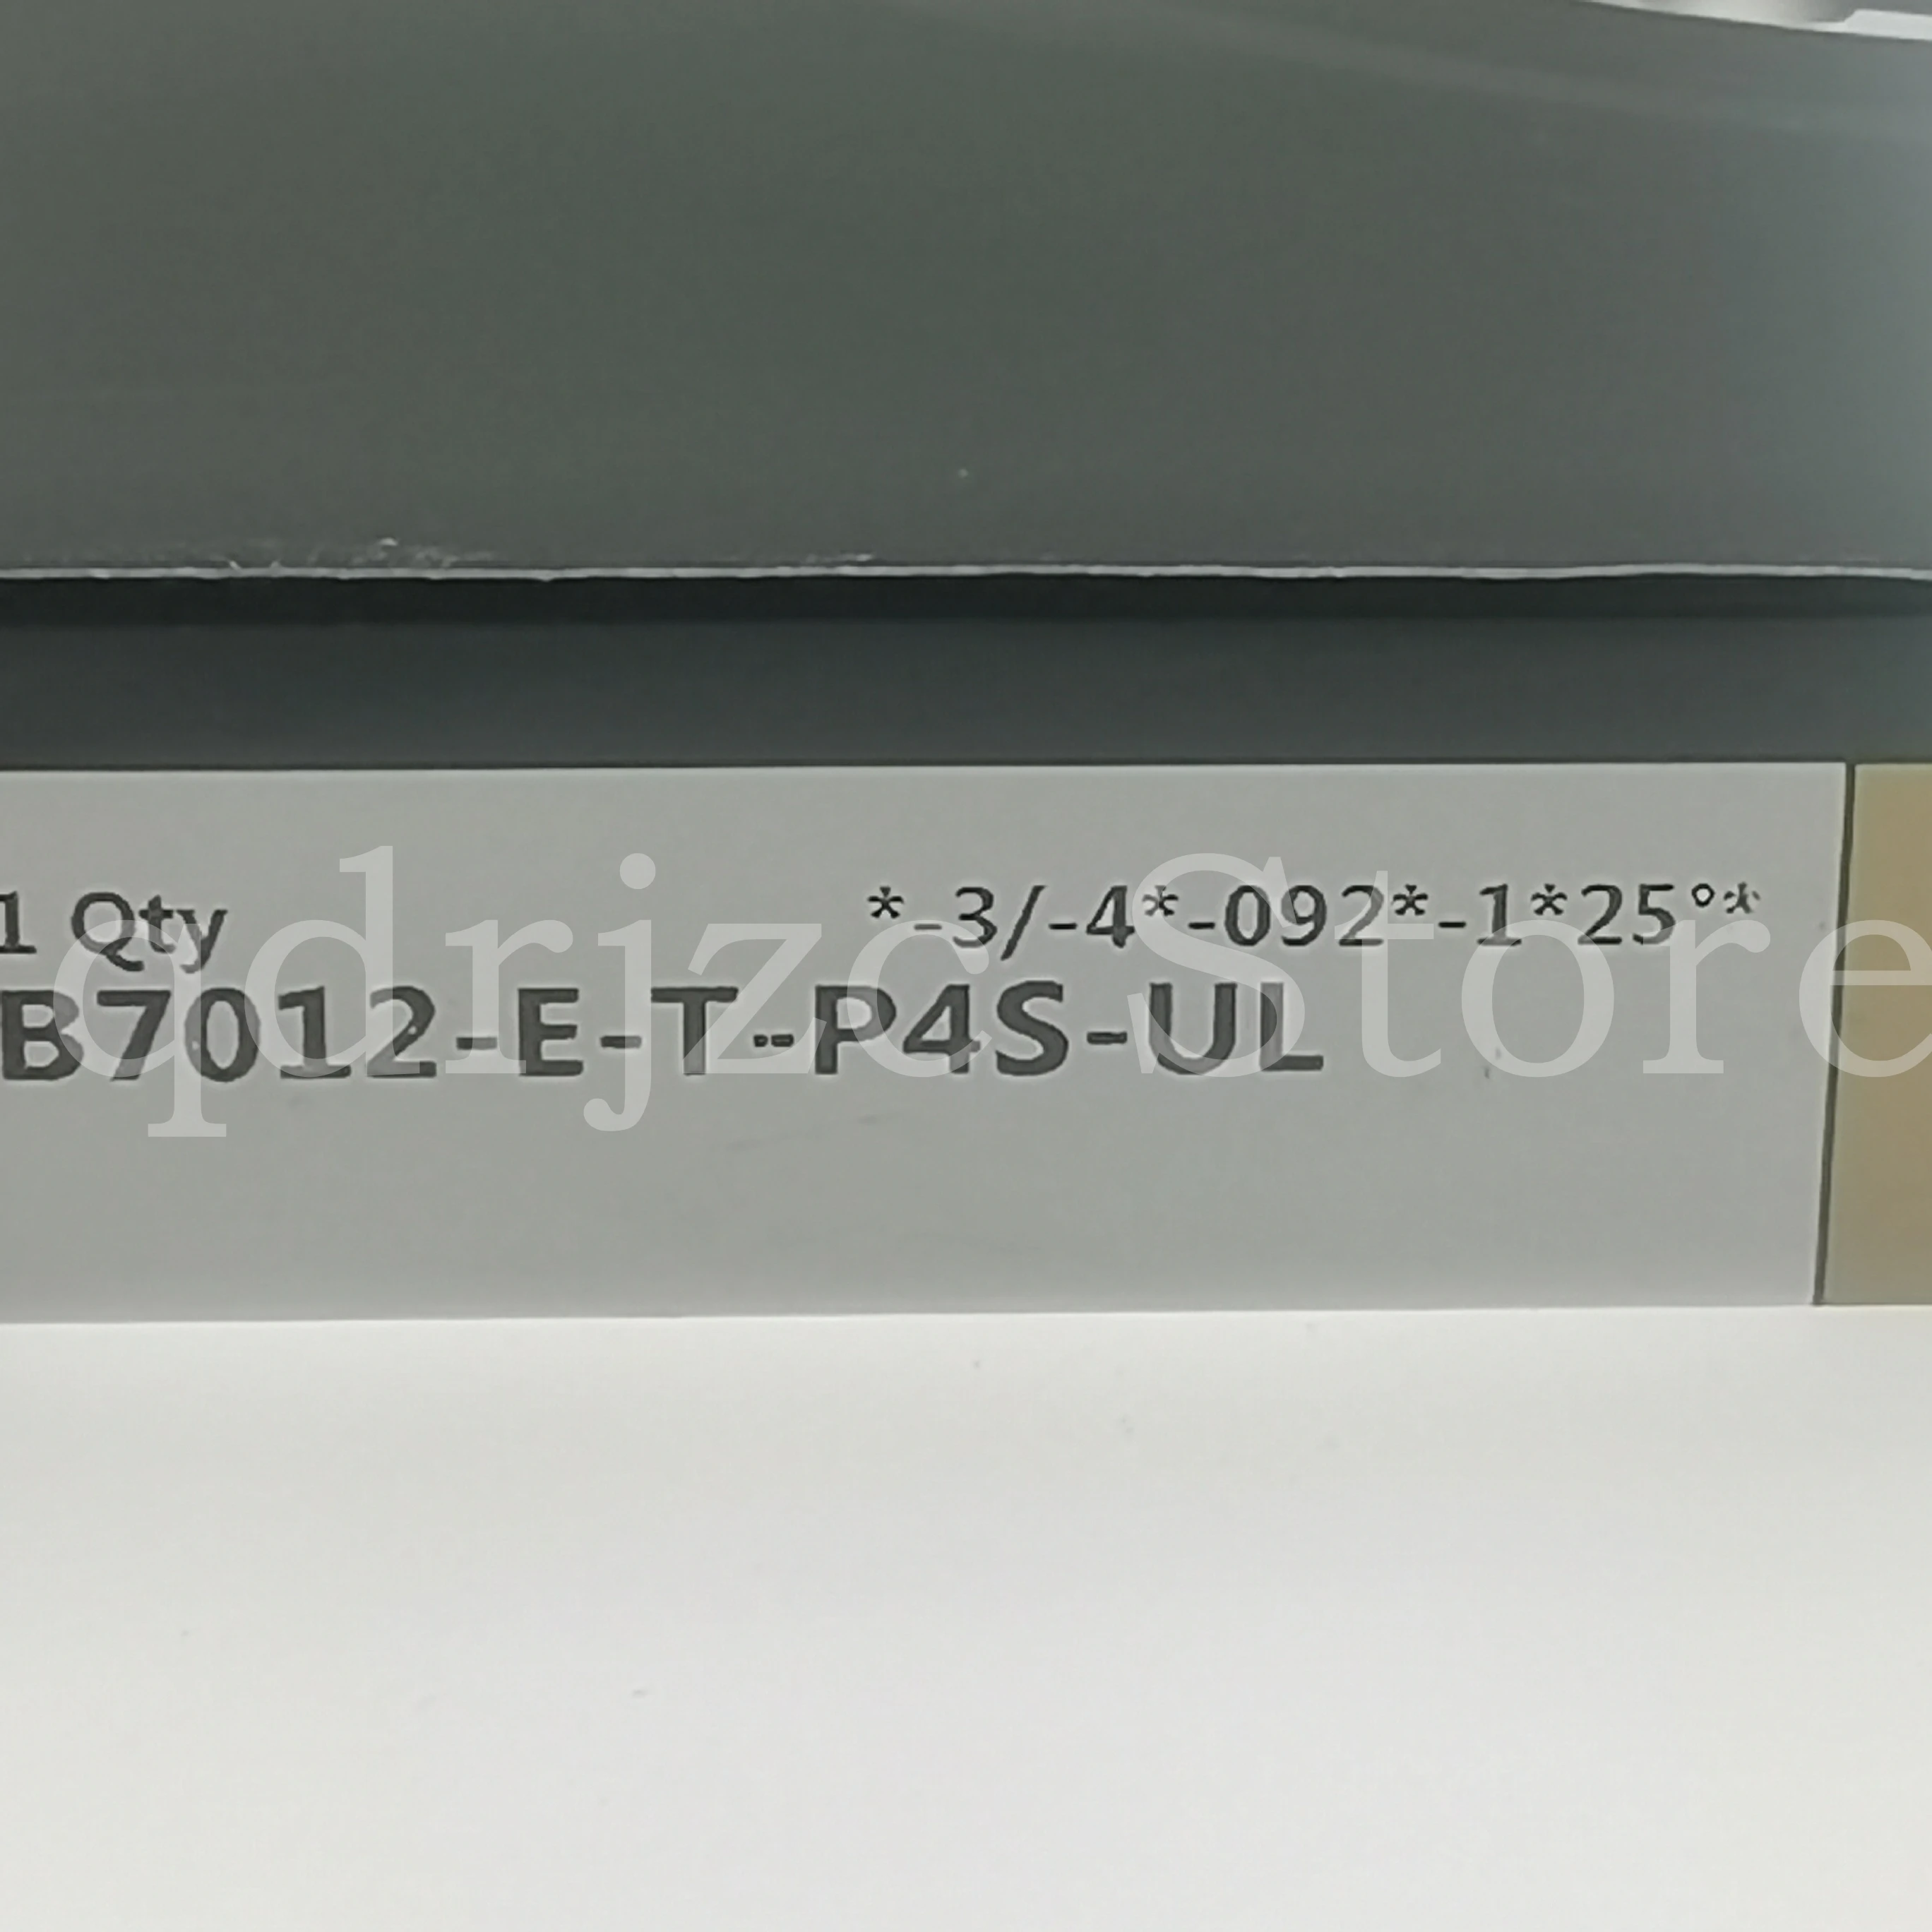 1 Qty *-3/-4*-092*-1*25°*
B7012-E-T--P4S-UL
qdrjzc Store